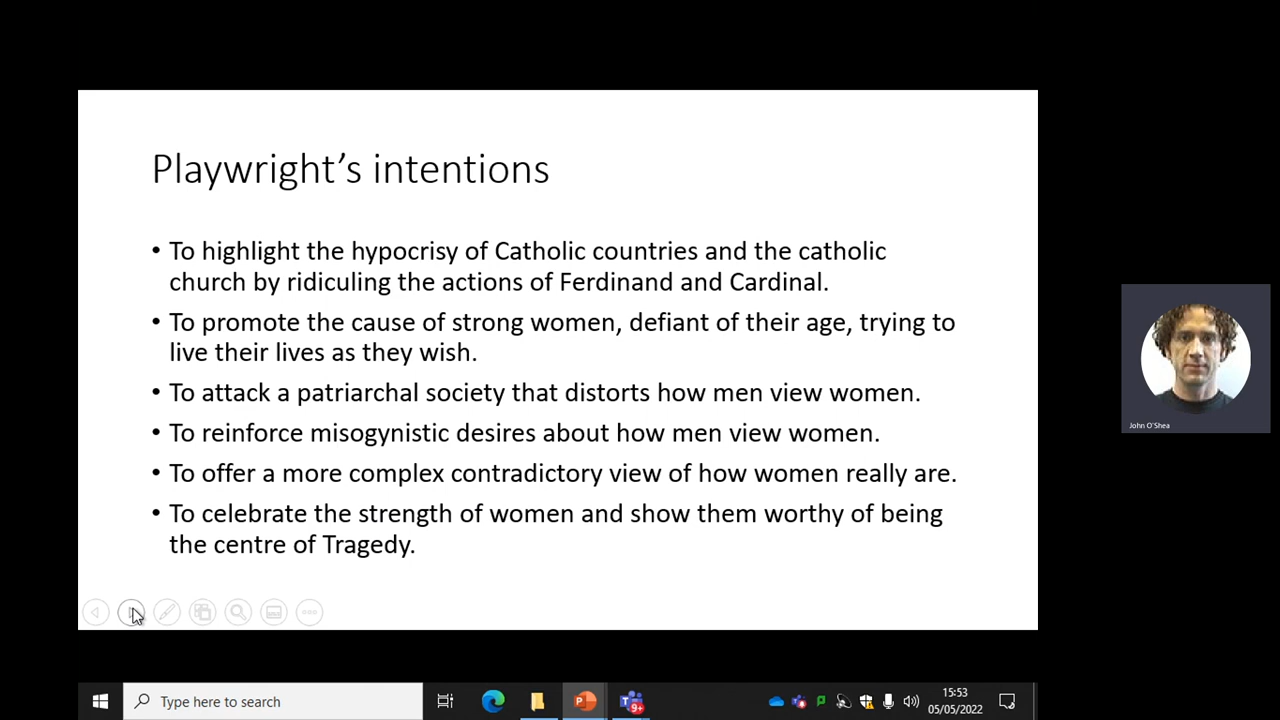 Playwright’s intentions
• To highlight the hypocrisy of Catholic countries and the catholic
church by ridiculing the actions of Ferdinand and Cardinal.
• To promote the cause of strong women, defiant of their age, trying to
live their lives as they wish.
• To attack a patriarchal society that distorts how men view women.
• To reinforce misogynistic desires about how men view women.
• To offer a more complex contradictory view of how women really are.
• To celebrate the strength of women and show them worthy of being
the centre of Tragedy.
John O'Shea
Type here to search
9+
15:53
05/05/2022